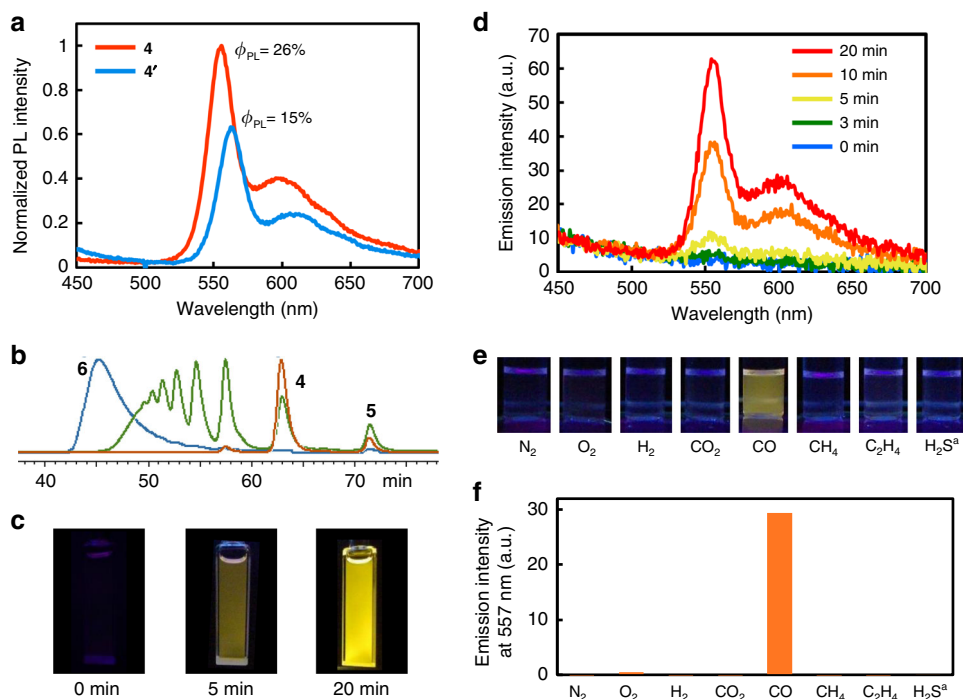 a
4
4′
ϕPL = 26%
ϕPL = 15%
Normalized PL intensity
1
0.8
0.6
0.4
0.2
0
450 500 550 600 650 700
Wavelength (nm)
d
20 min
10 min
5 min
3 min
0 min
Emission intensity (a.u.)
70
60
50
40
30
20
10
0
450 500 550 600 650 700
Wavelength (nm)
b
6
4
5
40 50 60 70 min
e
N2 O2 H2 CO2 CO CH4 C2H4 H2Sa
c
0 min 5 min 20 min
f
Emission intensity
at 557 nm (a.u.)
30
20
10
0
N2 O2 H2 CO2 CO CH4 C2H4 H2Sa